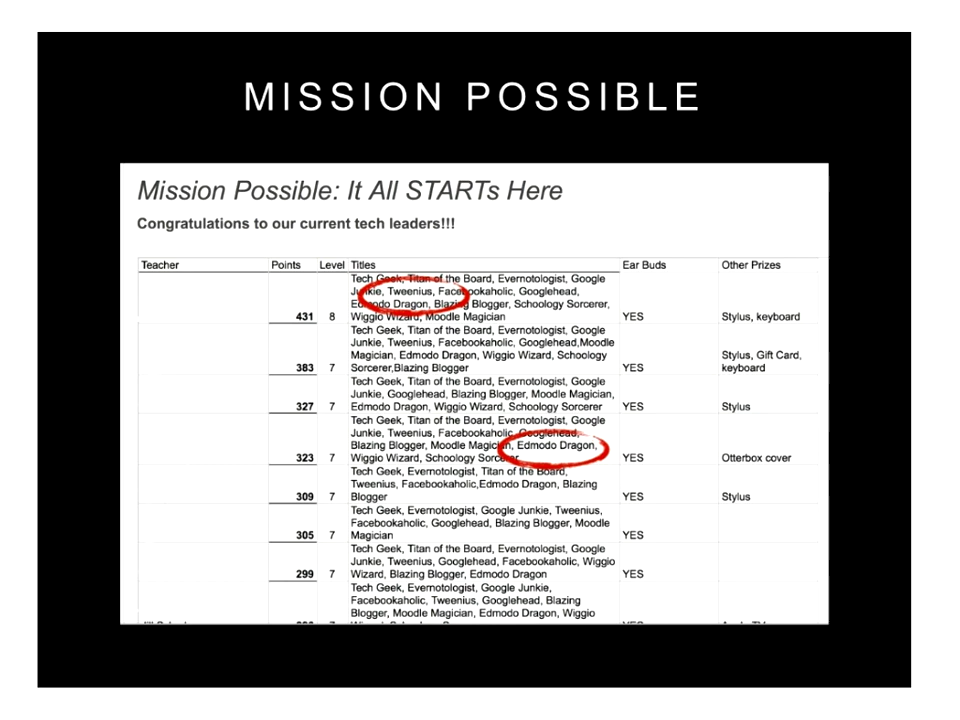 MISSION POSSIBLE
Mission Possible: It All STARTs Here
Congratulations to our current tech leaders!!!
Teacher Points Level Titles Ear Buds Other Prizes
Tech Geek, Titan of the Board, Evernotologist, Google
Junkie, Tweenius, Facebookaholic, Googlehead,
Edmodo Dragon, Blazing Blogger, Schoology Sorcerer,
431 8 Wiggio Wizard, Moodle Magician YES Stylus, keyboard
Tech Geek, Titan of the Board, Evernotologist, Google
Junkie, Tweenius, Facebookaholic, Googlehead,Moodle
Magician, Edmodo Dragon, Wiggio Wizard, Schoology Stylus, Gift Card,
383 7 Sorcerer,Blazing Blogger YES keyboard
Tech Geek, Titan of the Board, Evernotologist, Google
Junkie, Googlehead, Blazing Blogger, Moodle Magician,
327 7 Edmodo Dragon, Wiggio Wizard, Schoology Sorcerer YES Stylus
Tech Geek, Titan of the Board, Evernotologist, Google
Junkie, Tweenius, Facebookaholic, Googlehead,
Blazing Blogger, Moodle Magician, Edmodo Dragon,
323 7 Wiggio Wizard, Schoology Sorcerer YES Otterbox cover
Tech Geek, Evernotologist, Titan of the Board,
Tweenius, Facebookaholic,Edmodo Dragon, Blazing
309 7 Blogger YES Stylus
Tech Geek, Evernotologist, Google Junkie, Tweenius,
Facebookaholic, Googlehead, Blazing Blogger, Moodle
305 7 Magician YES
Tech Geek, Titan of the Board, Evernotologist, Google
Junkie, Tweenius, Googlehead, Facebookaholic, Wiggio
299 7 Wizard, Blazing Blogger, Edmodo Dragon YES
Tech Geek, Evernotologist, Google Junkie,
Facebookaholic, Tweenius, Googlehead, Blazing
Blogger, Moodle Magician, Edmodo Dragon, Wiggio